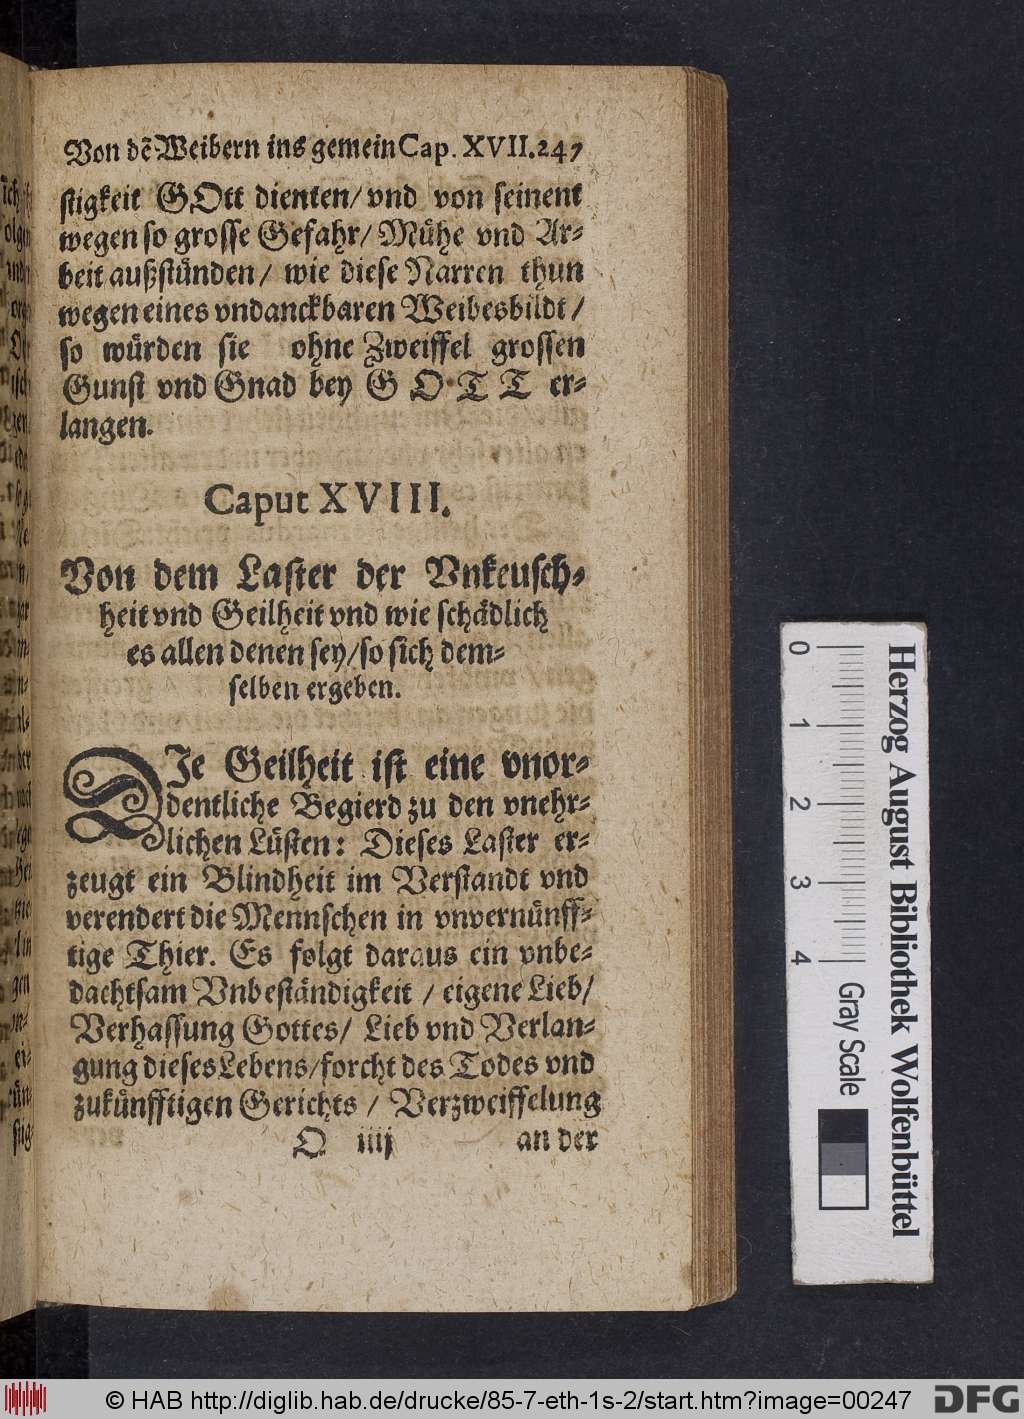 Von dẽ Weibern ins gemein Cap. XVII. 247
stigkeit GOtt dienten/ vnd von seinent
wegen so grosse Gefahr/ Mühe vnd Ar-
beit außstünden/ wie diese Narren thun
wegen eines vndanckbaren Weibesbildt/
so würden sie ohne Zweiffel grossen
Gunst vnd Gnad bey GOTT er-
langen.
Caput XVIII.
Von dem Laster der Vnkeusch-
heit vnd Geilheit vnd wie schädlich
es allen denen sey/ so sich dem-
selben ergeben.
DIe Geilheit ist eine vnor-
dentliche Begierd zu den vnehr-
lichen Lüsten: Dieses Laster er-
zeugt ein Blindheit im Verstandt vnd
verendert die Mennschen in vnvernünff-
tige Thier. Es folgt daraus ein vnbe-
dachtsam Vnbeständigkeit / eigene Lieb/
Verhassung Gottes/ Lieb vnd Verlan-
gung dieses Lebens/ forcht des Todes vnd
zukünfftigen Gerichts / Verzweiffelung
O iiij an der
0 1 2 3 4
Herzog August Bibliothek Wolfenbüttel
Gray Scale
© HAB http://diglib.hab.de/drucke/85-7-eth-1s-2/start.htm?image=00247
DFG